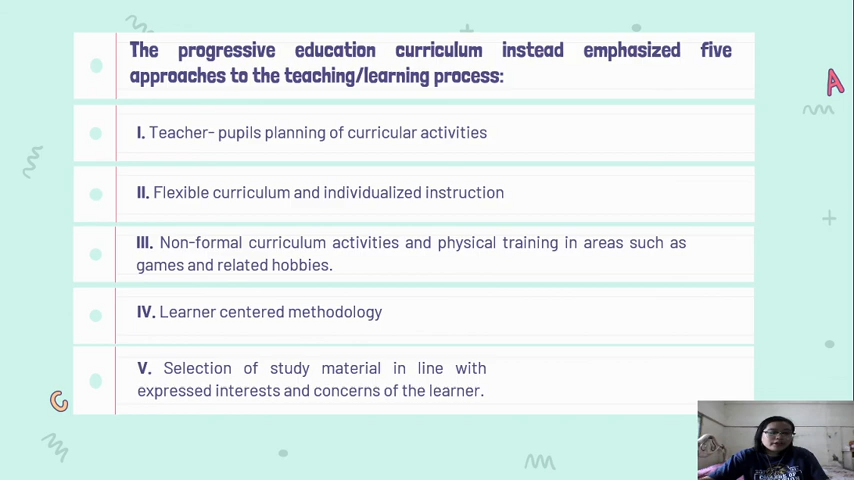 The progressive education curriculum instead emphasized five
approaches to the teaching/learning process:
I. Teacher- pupils planning of curricular activities
II. Flexible curriculum and individualized instruction
III. Non-formal curriculum activities and physical training in areas such as
games and related hobbies.
IV. Learner centered methodology
V. Selection of study material in line with
expressed interests and concerns of the learner.
A
C